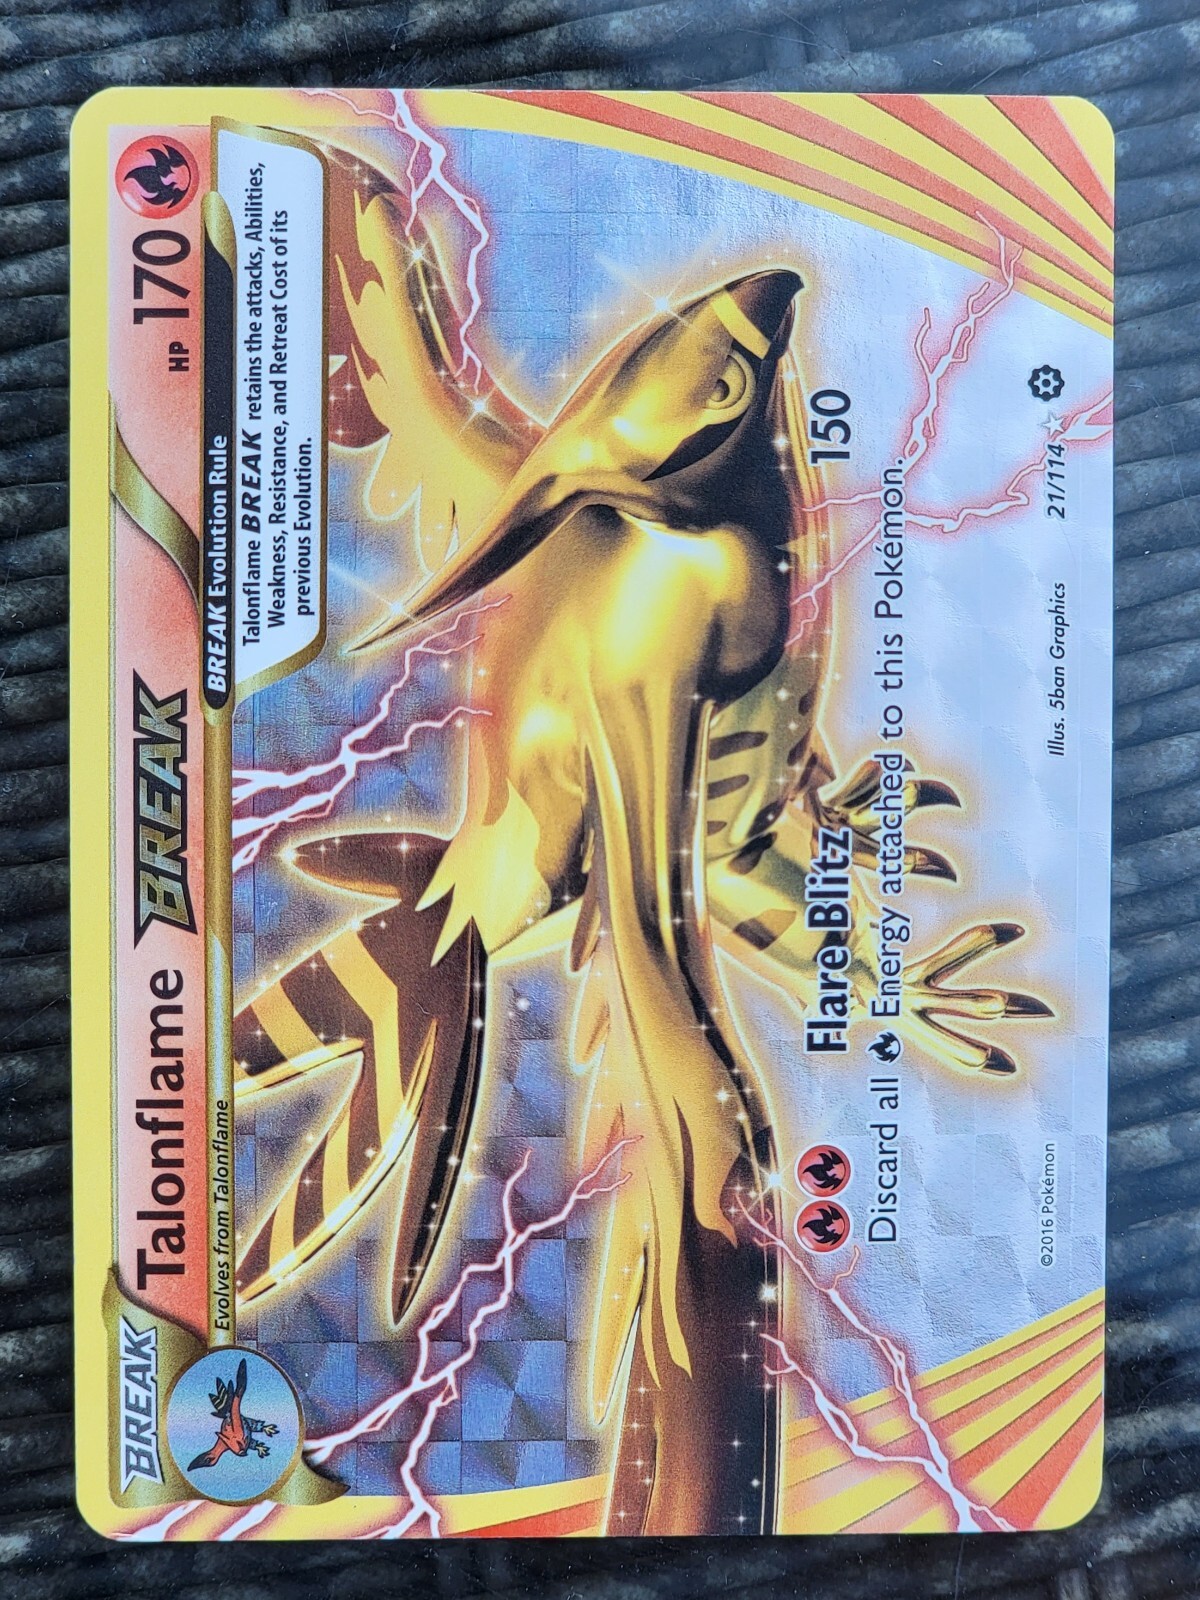 BREAK
Talonflame BREAK
HP 170
Evolves from Talonflame
BREAK Evolution Rule
Talonflame BREAK retains the attacks, Abilities,
Weakness, Resistance, and Retreat Cost of its
previous Evolution.
Flare Blitz 150
Discard all Energy attached to this Pokémon.
©2016 Pokémon
Illus. 5ban Graphics
21/114